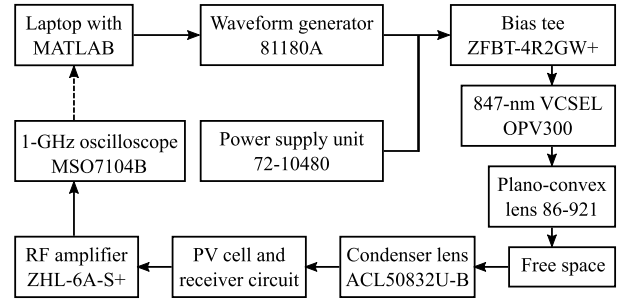 Laptop with
MATLAB
Waveform generator
81180A
Bias tee
ZFBT-4R2GW+
847-nm VCSEL
OPV300
1-GHz oscilloscope
MSO7104B
Power supply unit
72-10480
Plano-convex
lens 86-921
RF amplifier
ZHL-6A-S+
PV cell and
receiver circuit
Condenser lens
ACL50832U-B
Free space